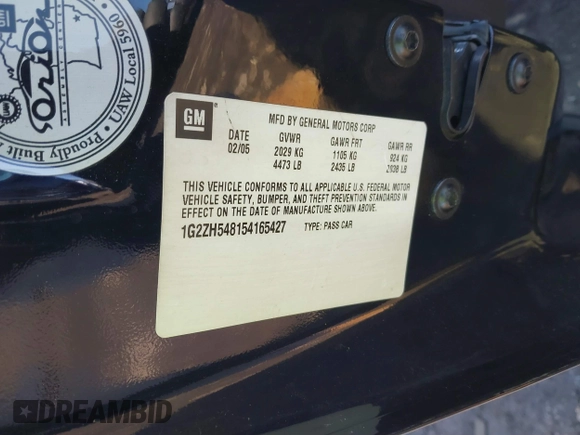 UAW Local 5960
Orion
Proudly Built
GM
MFD BY GENERAL MOTORS CORP
DATE GVWR GAWR FRT GAWR RR
02/05 2029 KG 1105 KG 924 KG
4473 LB 2435 LB 2038 LB
THIS VEHICLE CONFORMS TO ALL APPLICABLE U.S. FEDERAL MOTOR
VEHICLE SAFETY, BUMPER, AND THEFT PREVENTION STANDARDS IN
EFFECT ON THE DATE OF MANUFACTURE SHOWN ABOVE.
1G2ZH548154165427 TYPE: PASS CAR
DREAMBID